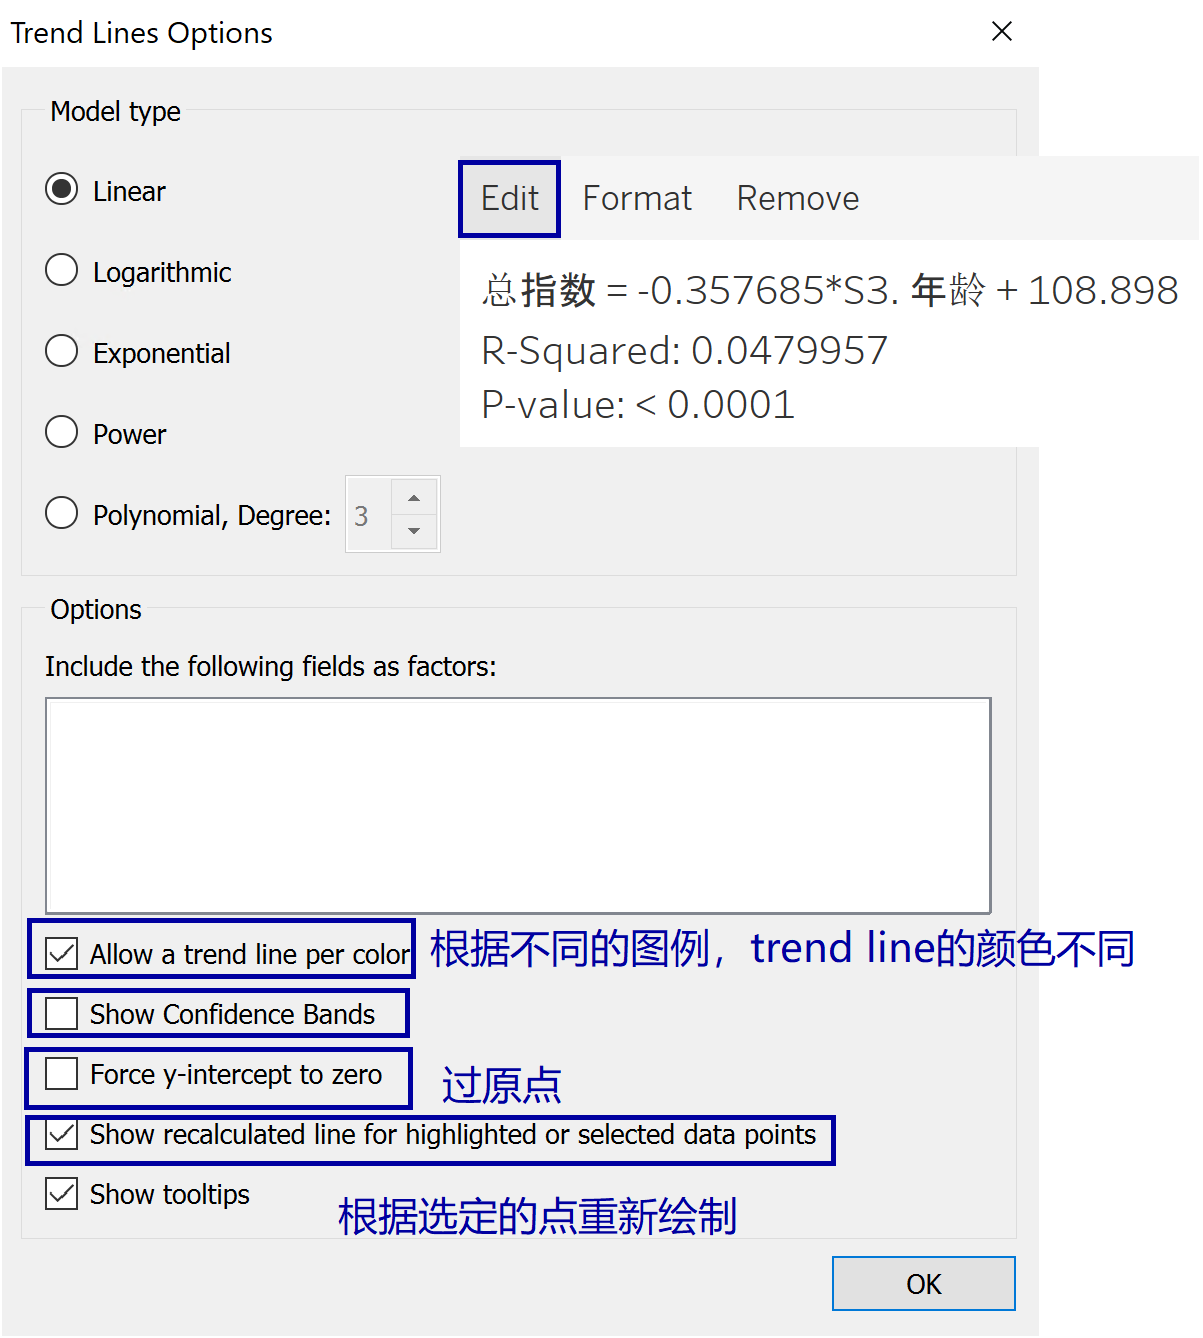 Trend Lines Options
Model type
Linear
Logarithmic
Exponential
Power
Polynomial, Degree: 3
Edit Format Remove
总指数 = -0.357685*S3. 年龄 + 108.898
R-Squared: 0.0479957
P-value: < 0.0001
Options
Include the following fields as factors:
Allow a trend line per color 根据不同的图例，trend line的颜色不同
Show Confidence Bands
Force y-intercept to zero 过原点
Show recalculated line for highlighted or selected data points
Show tooltips
根据选定的点重新绘制
OK